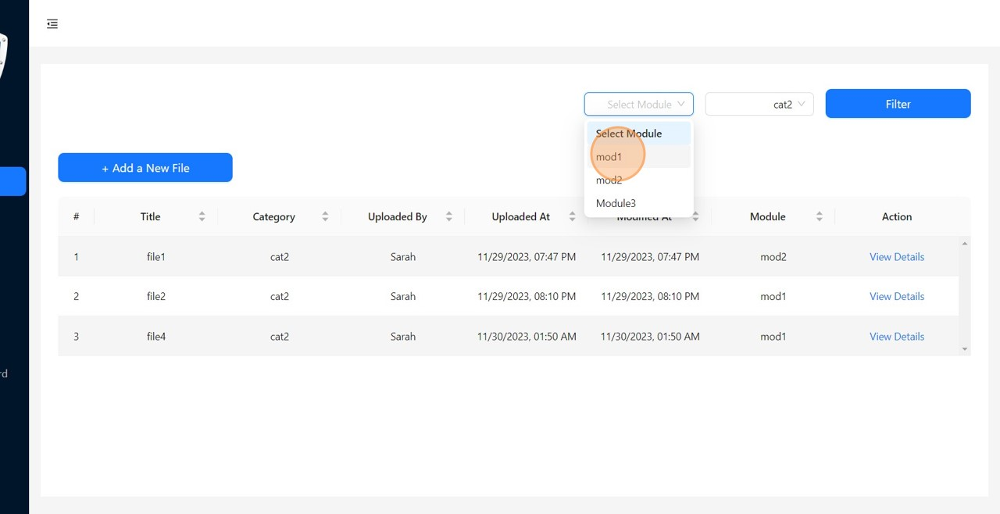 Select Module cat2 Filter
Select Module
mod1
mod2
Module3
+ Add a New File
# Title Category Uploaded By Uploaded At Modified At Module Action
1 file1 cat2 Sarah 11/29/2023, 07:47 PM 11/29/2023, 07:47 PM mod2 View Details
2 file2 cat2 Sarah 11/29/2023, 08:10 PM 11/29/2023, 08:10 PM mod1 View Details
3 file4 cat2 Sarah 11/30/2023, 01:50 AM 11/30/2023, 01:50 AM mod1 View Details
rd